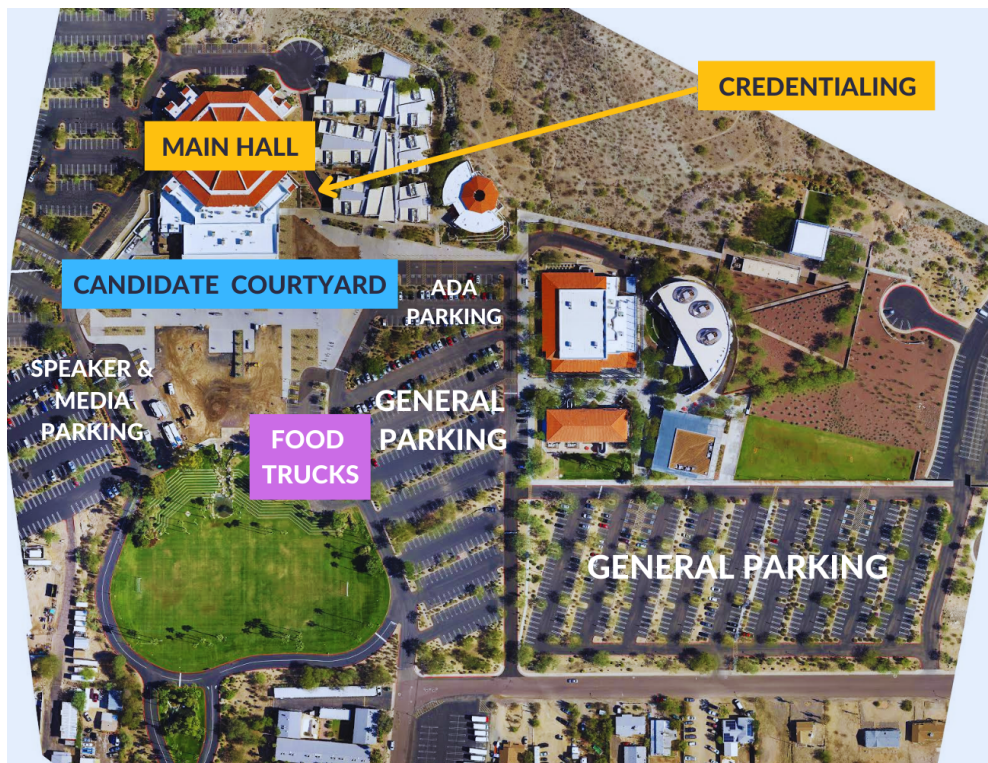 CREDENTIALING
MAIN HALL
CANDIDATE COURTYARD
ADA
PARKING
SPEAKER &
MEDIA
PARKING
GENERAL
PARKING
FOOD
TRUCKS
GENERAL PARKING